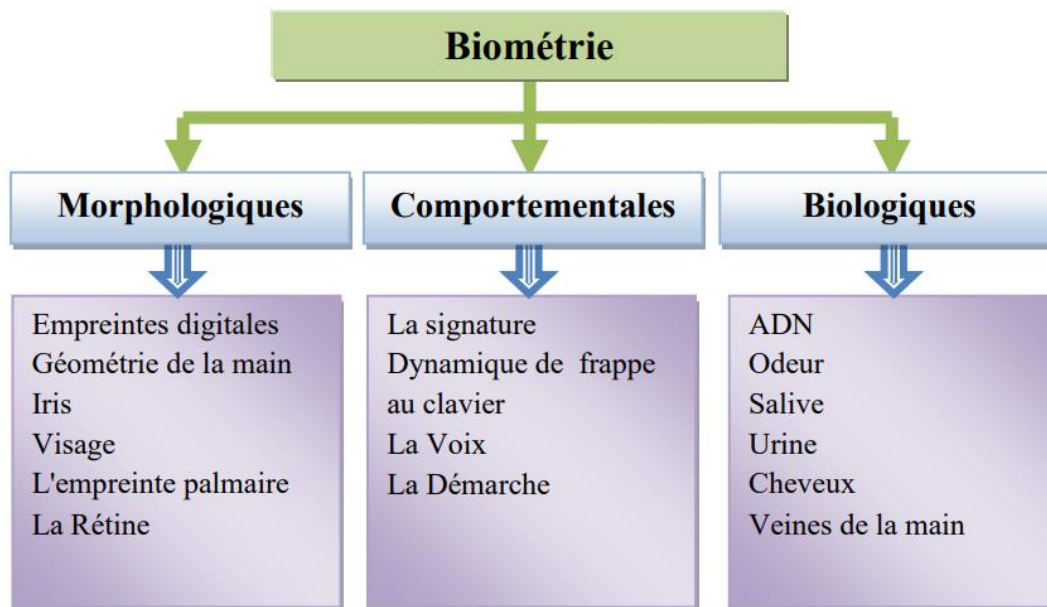 Biométrie
Morphologiques
Comportementales
Biologiques
Empreintes digitales
Géométrie de la main
Iris
Visage
L'empreinte palmaire
La Rétine
La signature
Dynamique de frappe
au clavier
La Voix
La Démarche
ADN
Odeur
Salive
Urine
Cheveux
Veines de la main